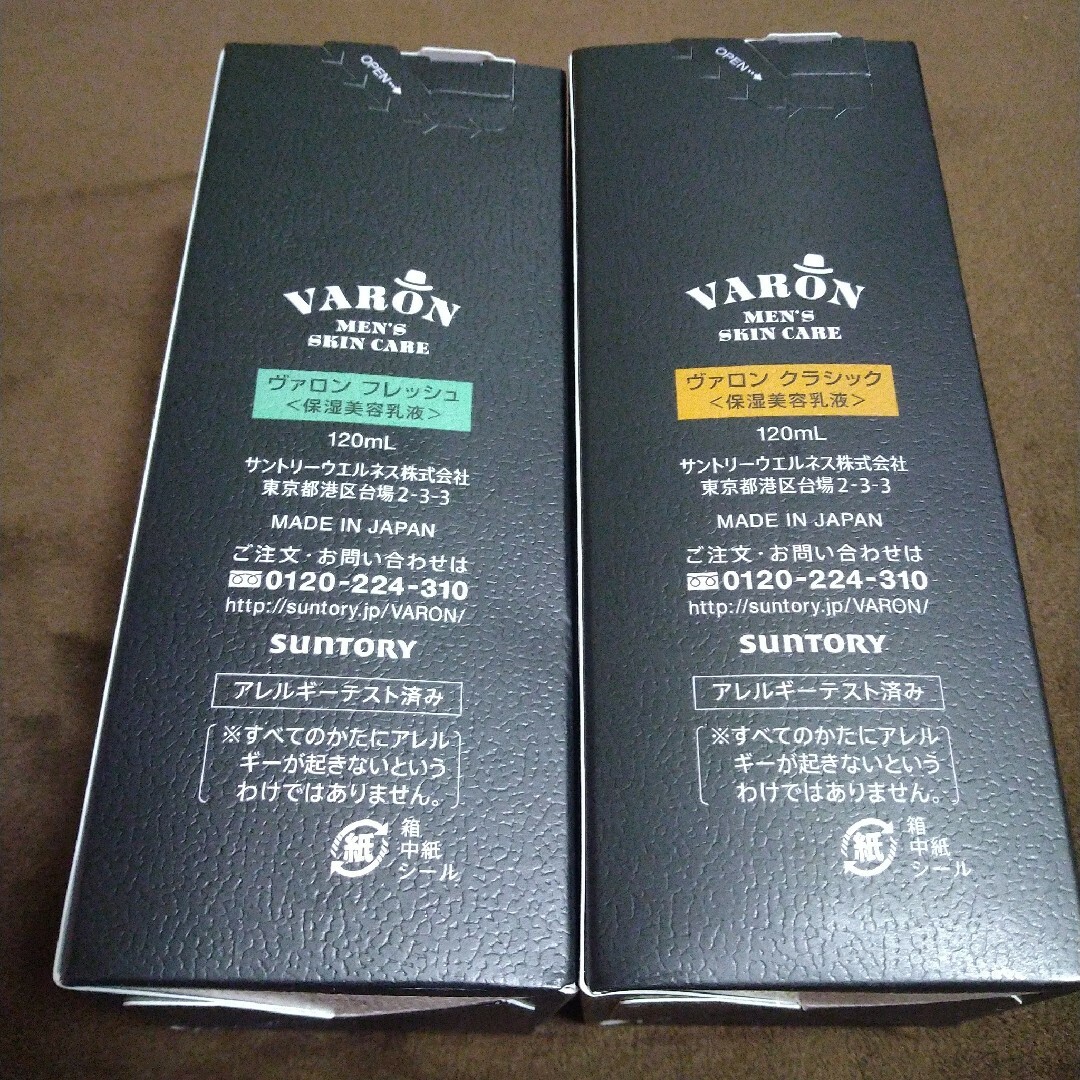 OPEN
VARON
MEN'S
SKIN CARE
ヴァロン フレッシュ
<保湿美容乳液>
120mL
サントリーウエルネス株式会社
東京都港区台場2-3-3
MADE IN JAPAN
ご注文・お問い合わせは
0120-224-310
http://suntory.jp/VARON/
SUNTORY
アレルギーテスト済み
※すべてのかたにアレル
ギーが起きないという
わけではありません。
紙
箱
中紙
シール
OPEN
VARON
MEN'S
SKIN CARE
ヴァロン クラシック
<保湿美容乳液>
120mL
サントリーウエルネス株式会社
東京都港区台場2-3-3
MADE IN JAPAN
ご注文・お問い合わせは
0120-224-310
http://suntory.jp/VARON/
SUNTORY
アレルギーテスト済み
※すべてのかたにアレル
ギーが起きないという
わけではありません。
紙
箱
中紙
シール